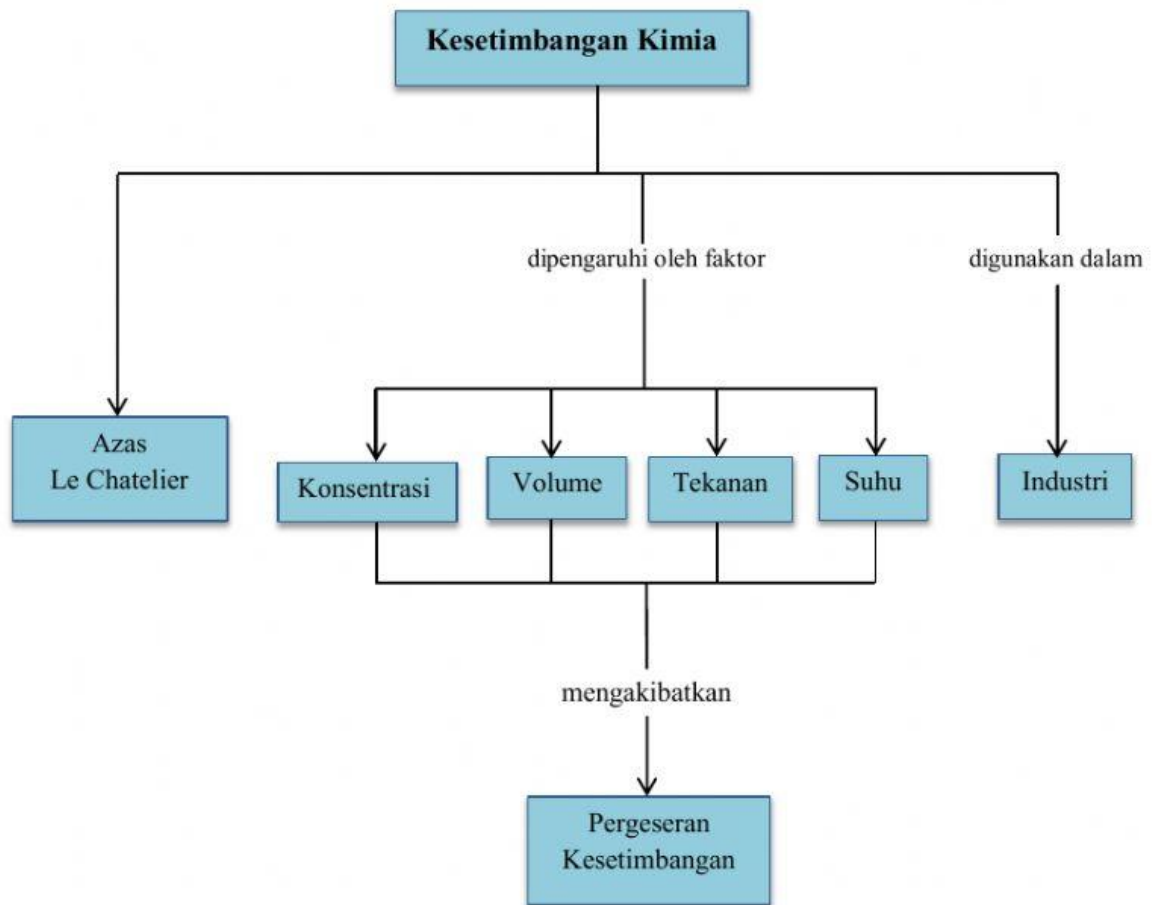 Kesetimbangan Kimia
dipengaruhi oleh faktor
digunakan dalam
Azas
Le Chatelier
Konsentrasi
Volume
Tekanan
Suhu
Industri
mengakibatkan
Pergeseran
Kesetimbangan